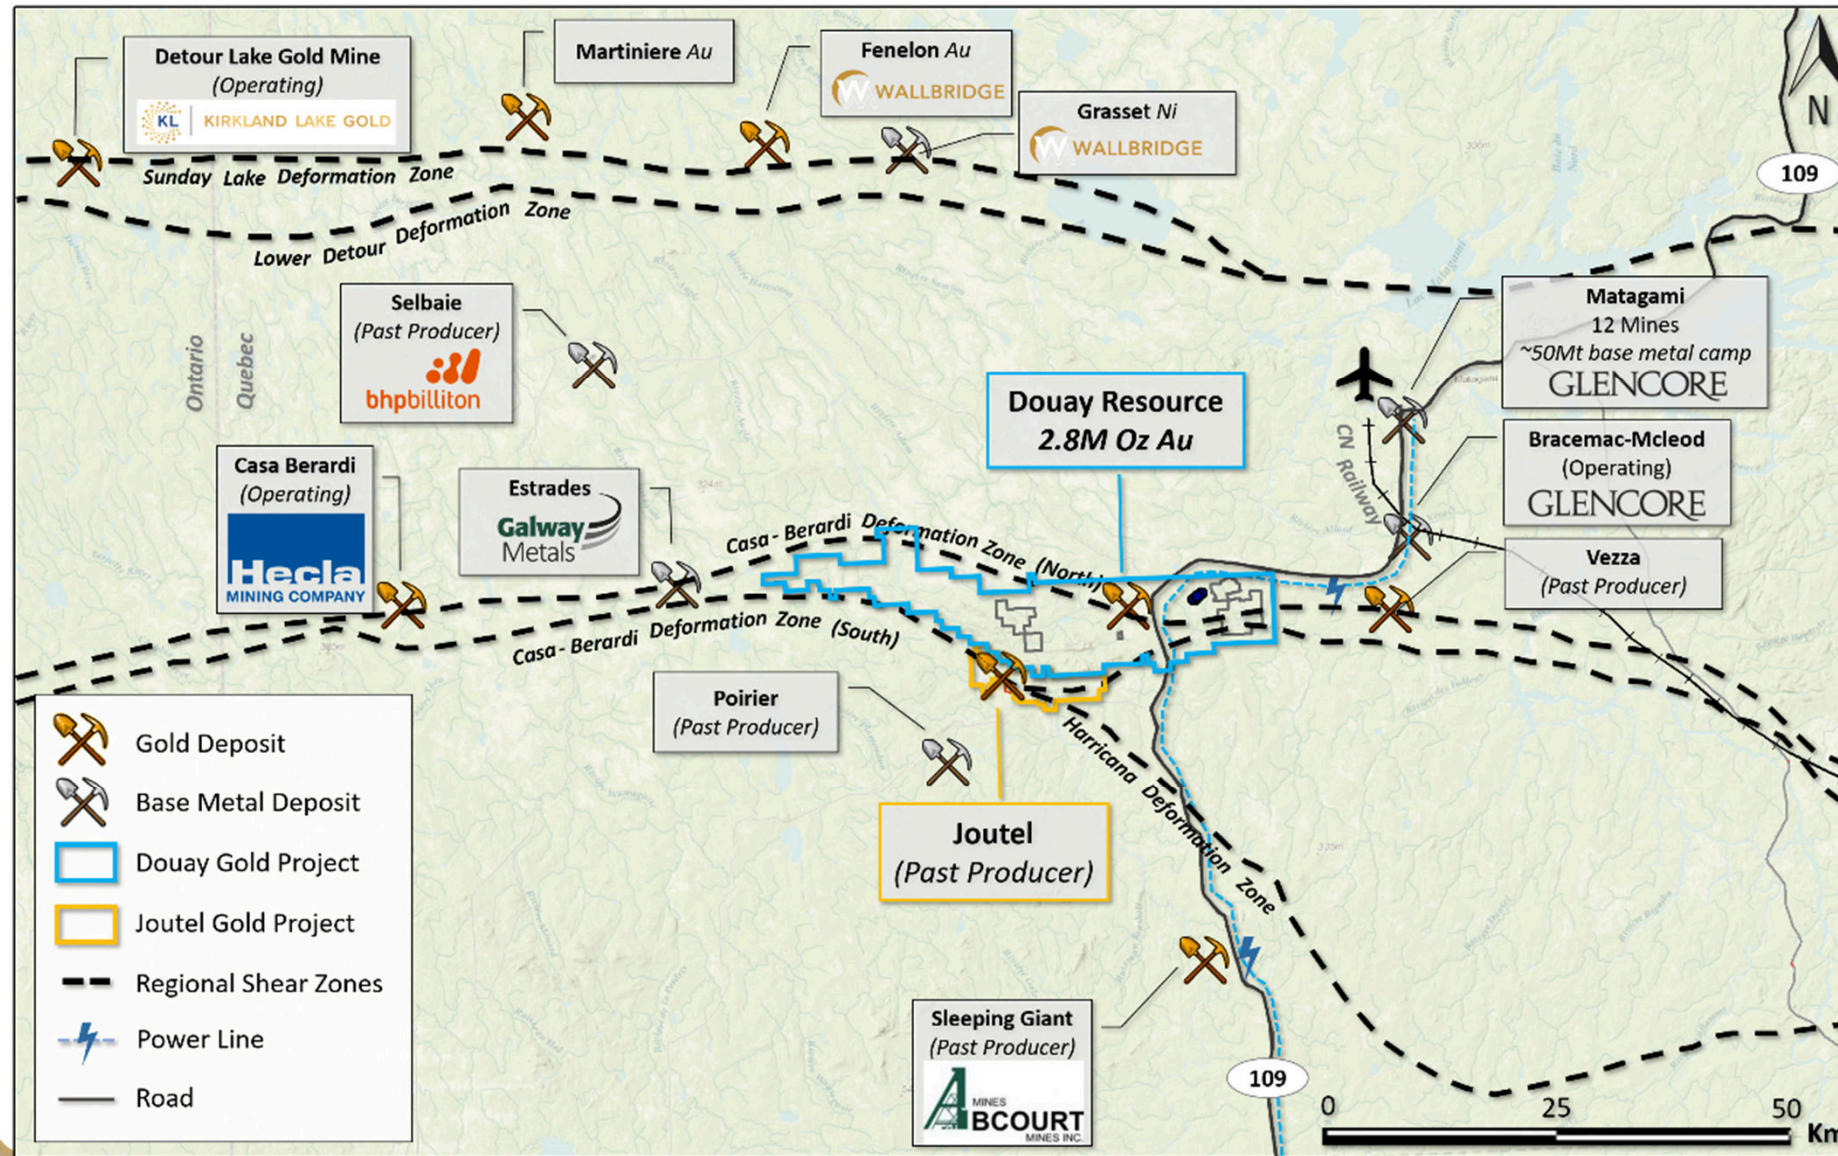 Detour Lake Gold Mine
(Operating)
KL KIRKLAND LAKE GOLD
Martiniere Au
Fenelon Au
W WALLBRIDGE
Grasset Ni
W WALLBRIDGE
N
109
Sunday Lake Deformation Zone
Lower Detour Deformation Zone
Selbaie
(Past Producer)
bhpbilliton
Ontario
Quebec
Lac Matagami
Matagami
12 Mines
~50Mt base metal camp
GLENCORE
Matagami
Douay Resource
2.8M Oz Au
CN Railway
Bracemac-Mcleod
(Operating)
GLENCORE
Casa Berardi
(Operating)
Hecla
MINING COMPANY
Estrades
Galway
Metals
Vezza
(Past Producer)
Casa-Berardi Deformation Zone (North)
Casa-Berardi Deformation Zone (South)
Poirier
(Past Producer)
Joutel
(Past Producer)
Harricana Deformation Zone
Gold Deposit
Base Metal Deposit
Douay Gold Project
Joutel Gold Project
Regional Shear Zones
Power Line
Road
Sleeping Giant
(Past Producer)
MINES
ABCOURT
MINES INC.
109
0 25 50
Km